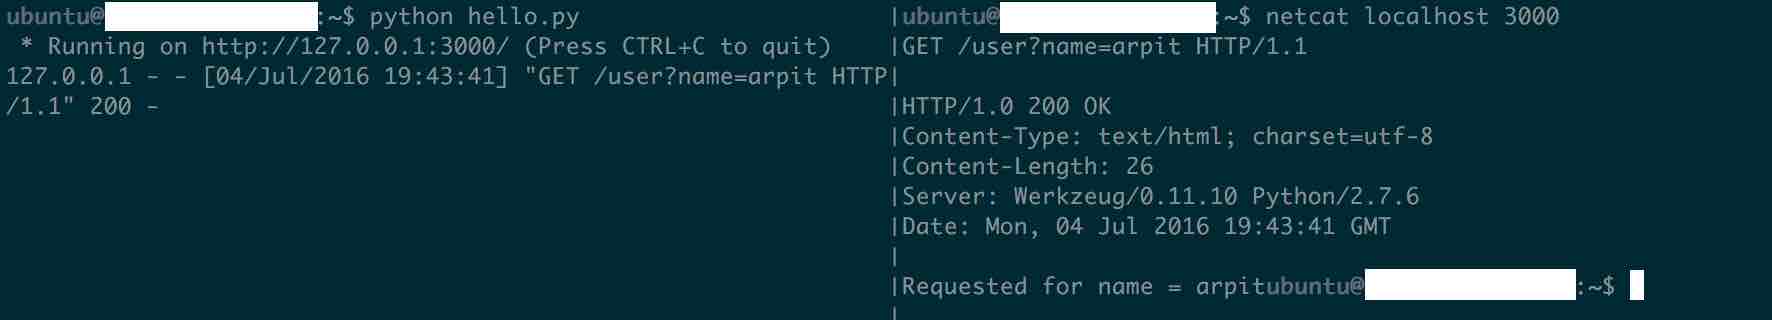 ubuntu@:~$ python hello.py
 * Running on http://127.0.0.1:3000/ (Press CTRL+C to quit)
127.0.0.1 - - [04/Jul/2016 19:43:41] "GET /user?name=arpit HTTP
/1.1" 200 -
ubuntu@:~$ netcat localhost 3000
GET /user?name=arpit HTTP/1.1

HTTP/1.0 200 OK
Content-Type: text/html; charset=utf-8
Content-Length: 26
Server: Werkzeug/0.11.10 Python/2.7.6
Date: Mon, 04 Jul 2016 19:43:41 GMT

Requested for name = arpitubuntu@:~$